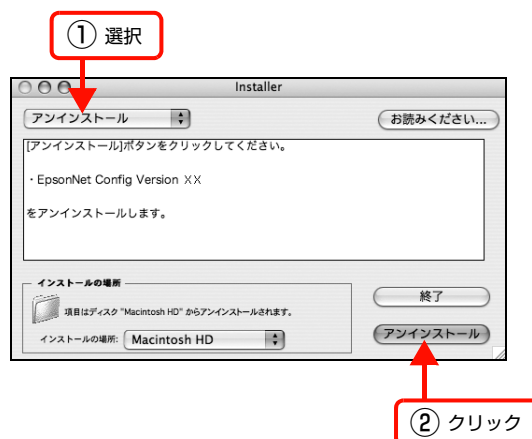 ① 選択
Installer
アンインストール
お読みください...
[アンインストール]ボタンをクリックしてください。
・EpsonNet Config Version XX
をアンインストールします。
インストールの場所
項目はディスク "Macintosh HD" からアンインストールされます。
インストールの場所: Macintosh HD
終了
アンインストール
② クリック